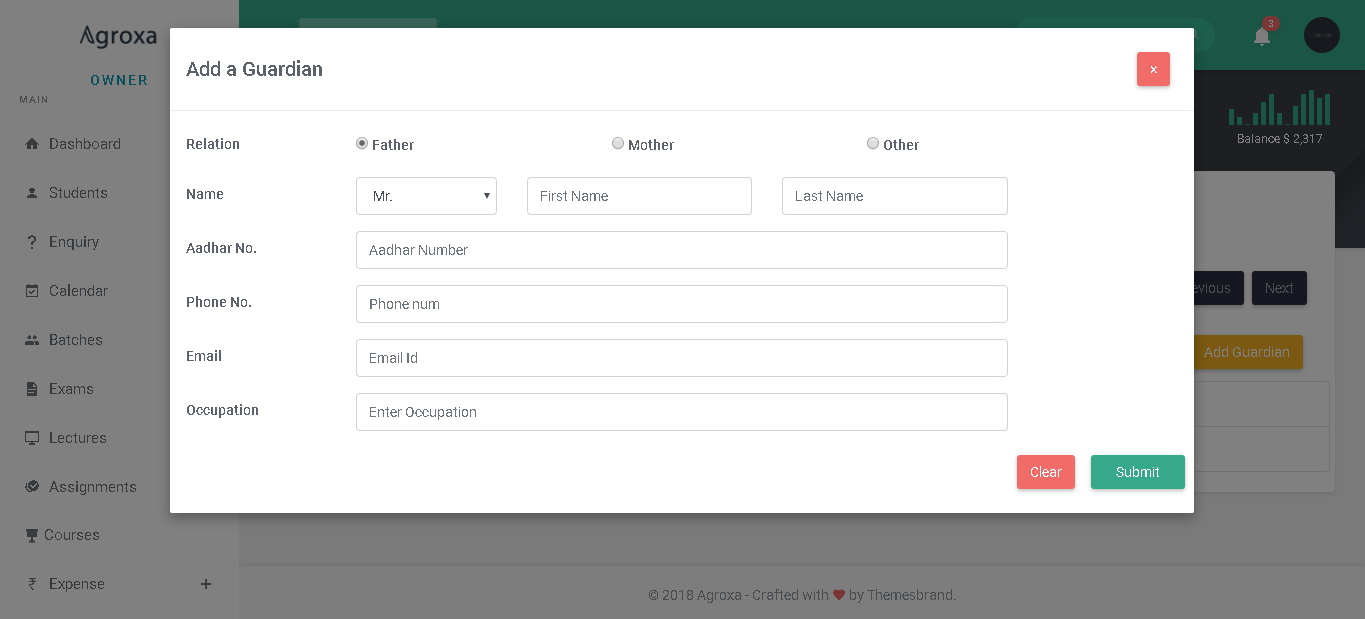 Agroxa
OWNER
MAIN
Dashboard
Students
Enquiry
Calendar
Batches
Exams
Lectures
Assignments
Courses
Expense +
3
Balance $ 2,317
Add a Guardian
x
Relation Father Mother Other
Name Mr. First Name Last Name
Aadhar No. Aadhar Number
Phone No. Phone num
Email Email Id
Occupation Enter Occupation
Clear Submit
evious Next
Add Guardian
© 2018 Agroxa - Crafted with ❤ by Themesbrand.